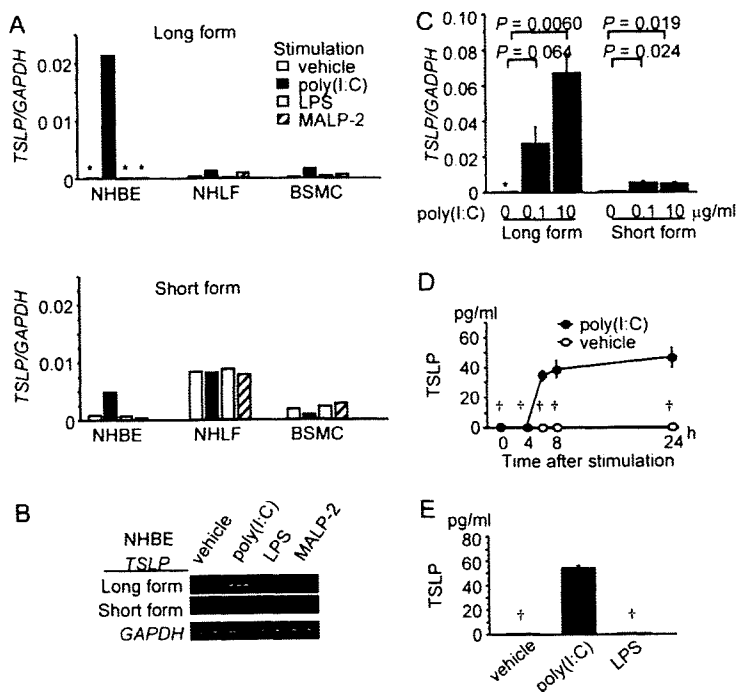 A
Long form
Stimulation
vehicle
poly(I:C)
LPS
MALP-2
TSLP/GAPDH
0.02
0 01
0
* * *
NHBE NHLF BSMC
Short form
TSLP/GAPDH
0.02
0.01
0
NHBE NHLF BSMC
B
NHBE
TSLP
vehicle
poly(I:C)
LPS
MALP-2
Long form
Short form
GAPDH
C
P = 0.0060
P = 0.064
P = 0.019
P = 0.024
TSLP/GADPH
0.10
0.08
0.06
0.04
0.02
0.00
*
poly(I:C) 0 0.1 10 0 0.1 10 μg/ml
Long form Short form
D
pg/ml
poly(I:C)
vehicle
TSLP
60
40
20
0
† † † † †
0 4 8 24 h
Time after stimulation
E
pg/ml
TSLP
80
60
40
20
0
† †
vehicle
poly(I:C)
LPS